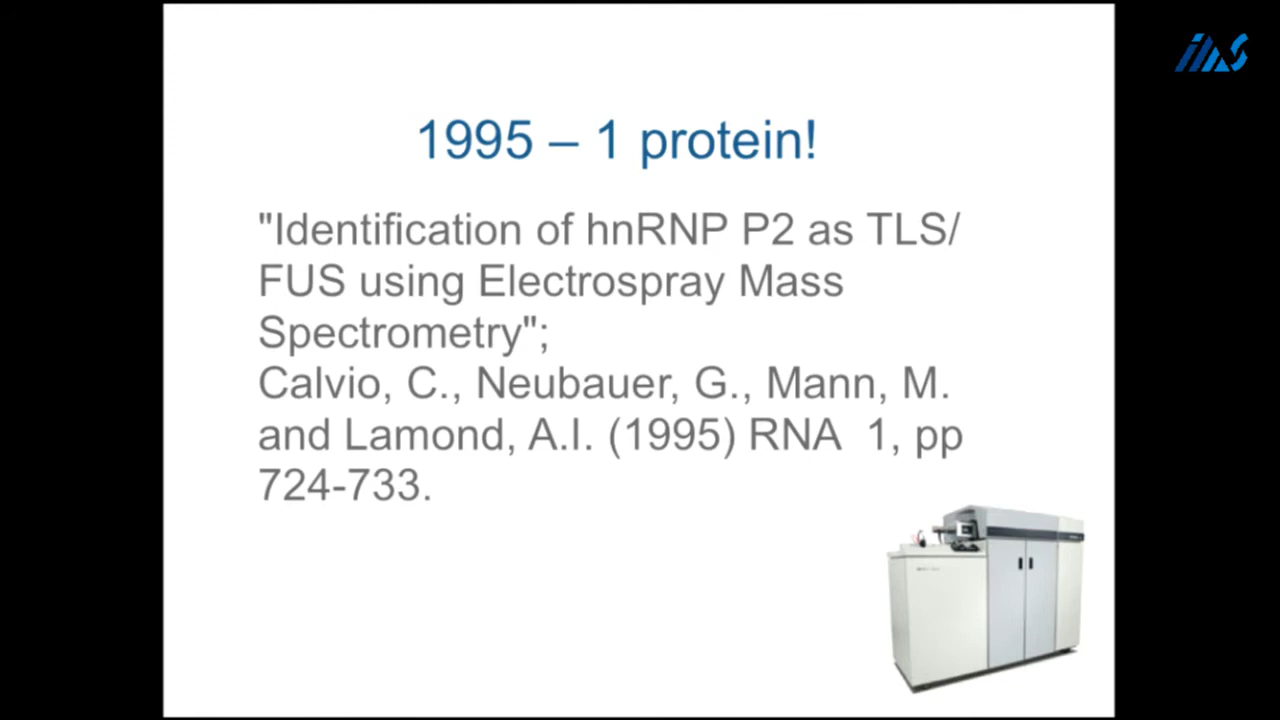 1995 – 1 protein!
"Identification of hnRNP P2 as TLS/
FUS using Electrospray Mass
Spectrometry";
Calvio, C., Neubauer, G., Mann, M.
and Lamond, A.I. (1995) RNA  1, pp
724-733.